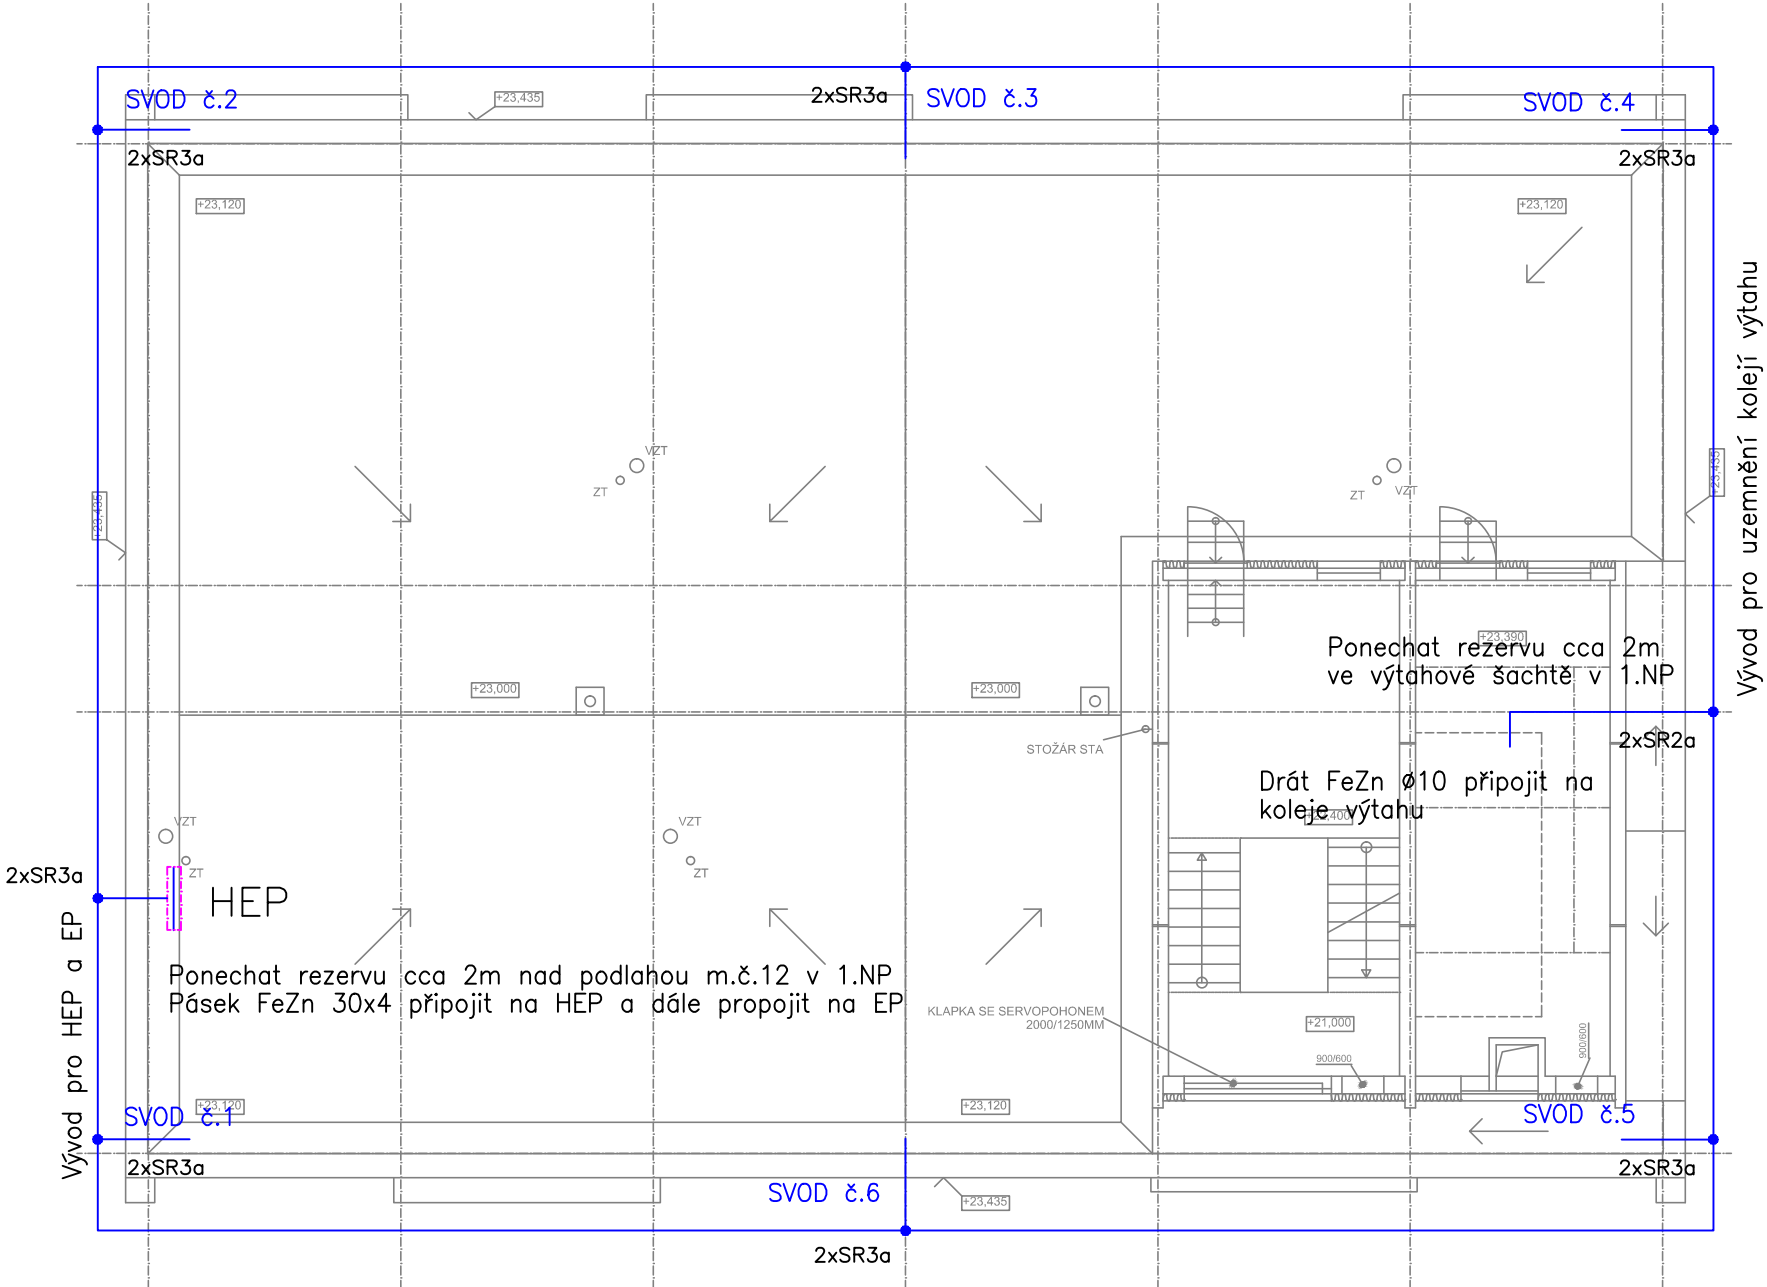 SVOD č.2
+23,435
2xSR3a
SVOD č.3
SVOD č.4
2xSR3a
2xSR3a
+23,120
+23,120
Vývod pro uzemnění kolejí výtahu
VZT
ZT
ZT
VZT
+23,435
+23,435
+23,390
Ponechat rezervu cca 2m
ve výtahové šachtě v 1.NP
+23,000
+23,000
STOŽÁR STA
2xSR2a
Drát FeZn ø10 připojit na
koleje výtahu
VZT
ZT
VZT
ZT
2xSR3a
HEP
Vývod pro HEP a EP
Ponechat rezervu cca 2m nad podlahou m.č.12 v 1.NP
Pásek FeZn 30x4 připojit na HEP a dále propojit na EP
KLAPKA SE SERVOPOHONEM
2000/1250MM
+21,000
900/600
900/600
+23,120
+23,120
SVOD č.1
SVOD č.5
2xSR3a
2xSR3a
SVOD č.6
+23,435
2xSR3a